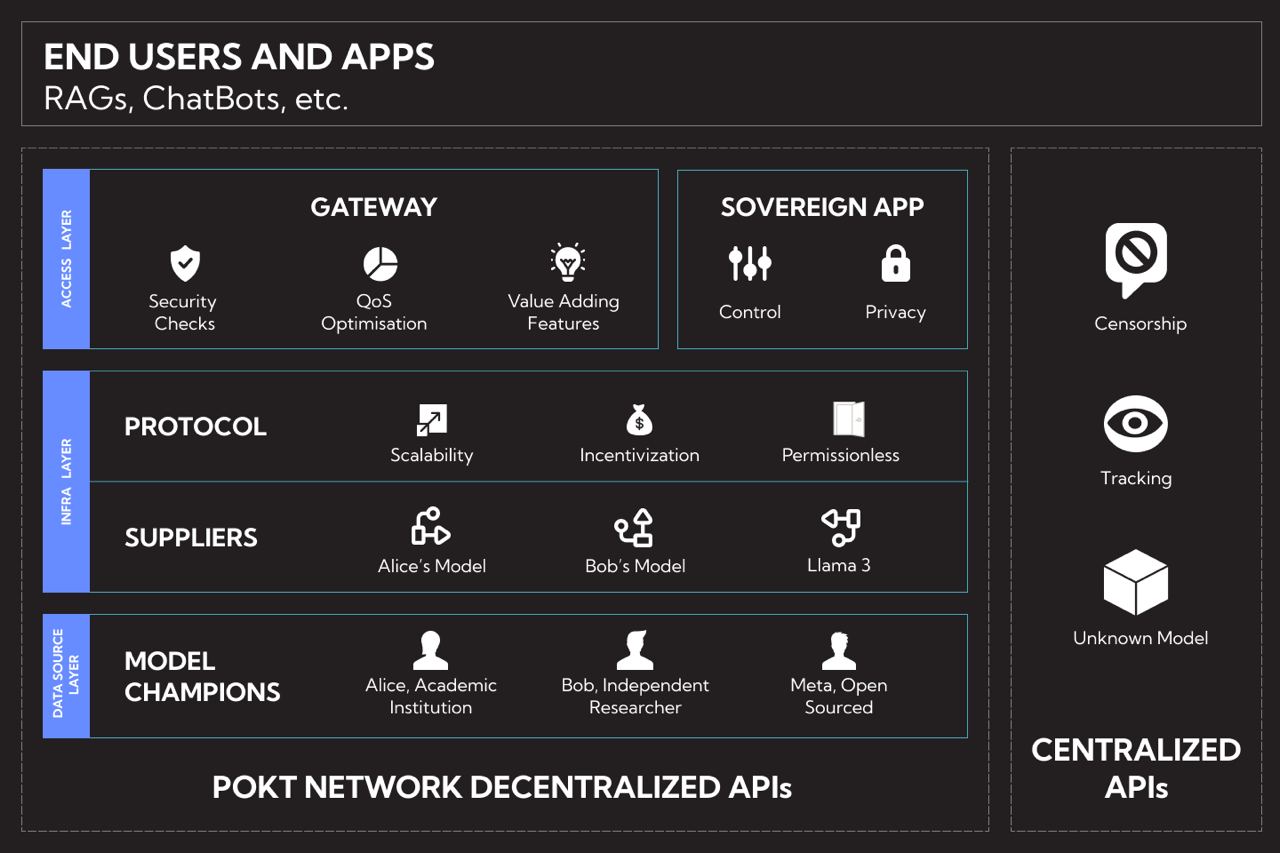 END USERS AND APPS
RAGs, ChatBots, etc.
ACCESS LAYER
GATEWAY
Security
Checks
QoS
Optimisation
Value Adding
Features
SOVEREIGN APP
Control
Privacy
INFRA LAYER
PROTOCOL
Scalability
Incentivization
Permissionless
SUPPLIERS
Alice's Model
Bob's Model
Llama 3
DATA SOURCE
LAYER
MODEL
CHAMPIONS
Alice, Academic
Institution
Bob, Independent
Researcher
Meta, Open
Sourced
POKT NETWORK DECENTRALIZED APIs
Censorship
Tracking
Unknown Model
CENTRALIZED
APIs